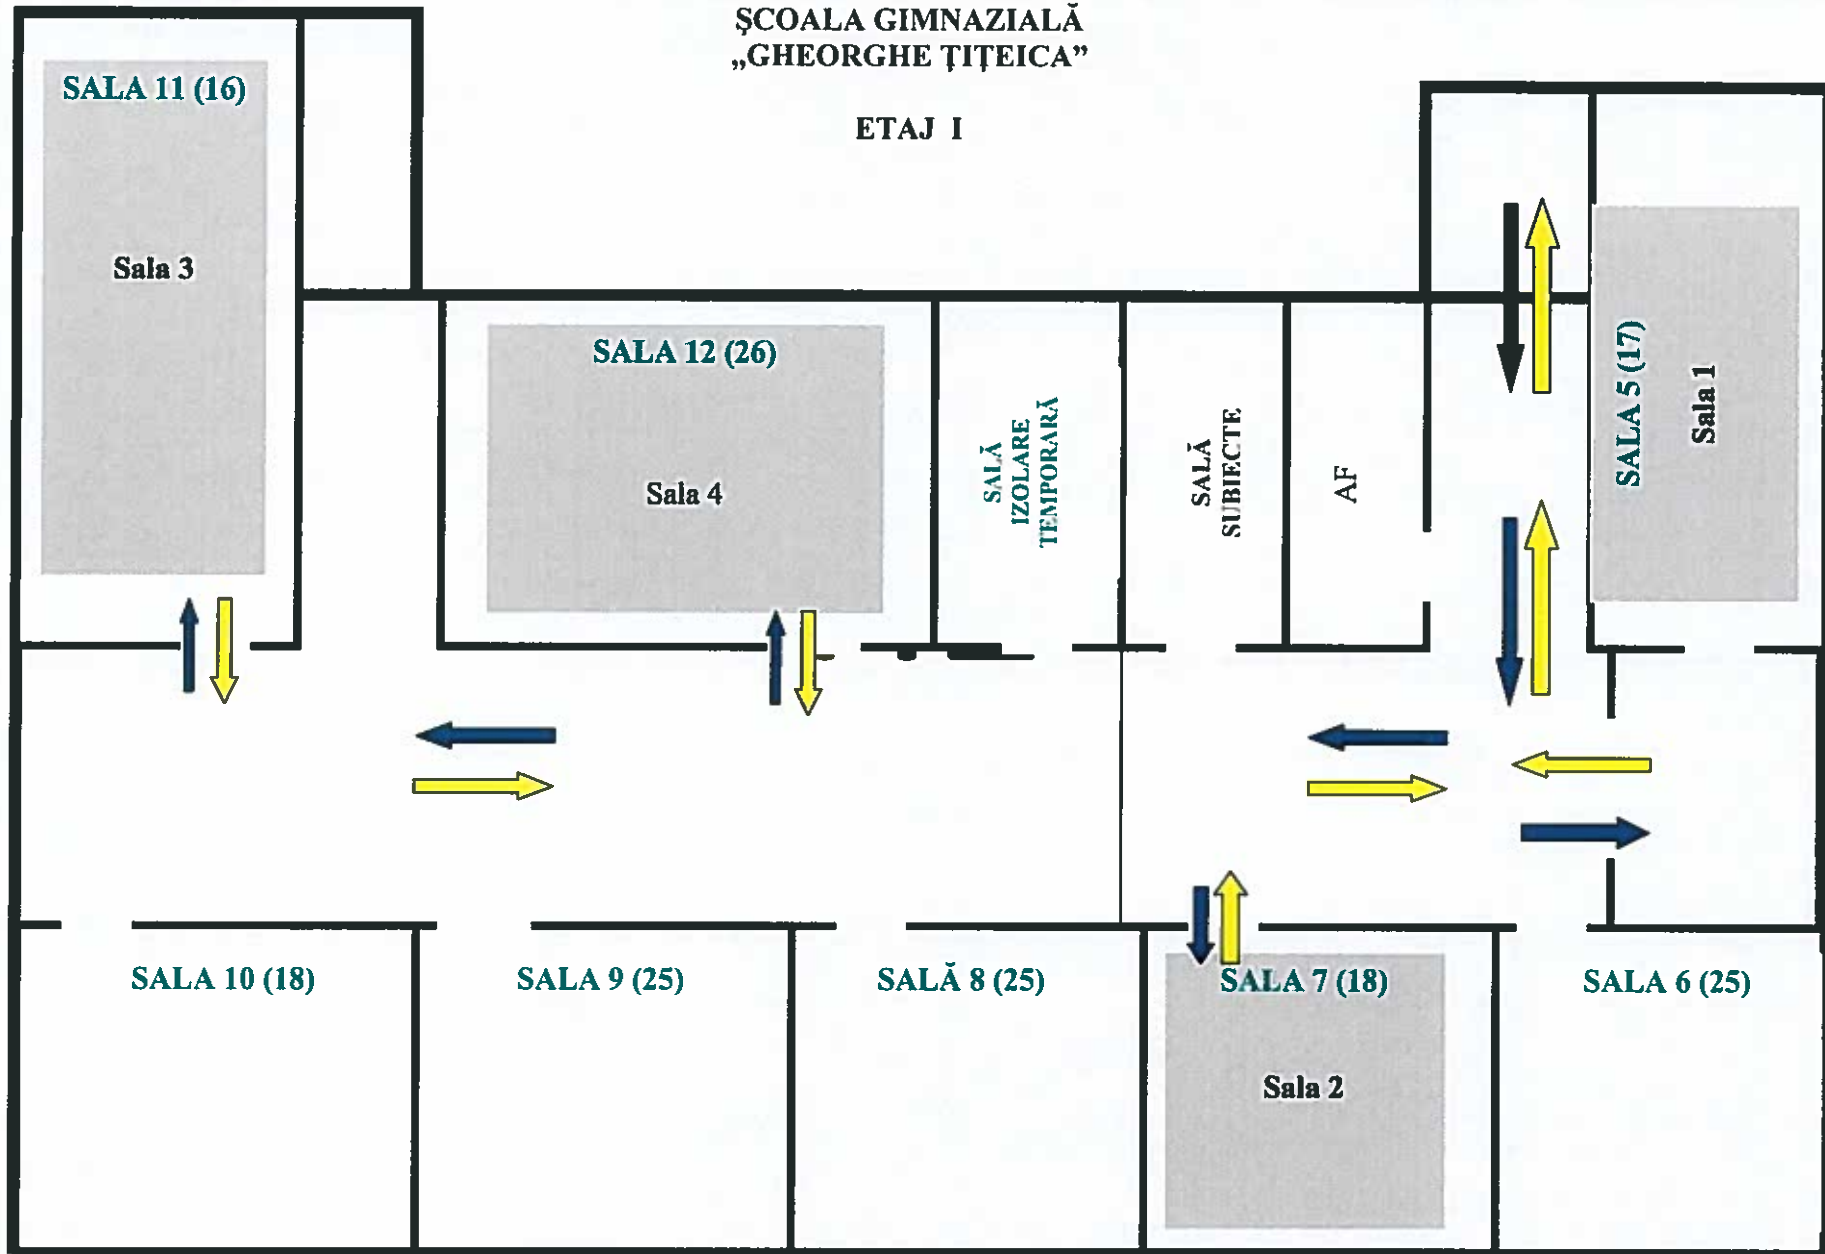 ŞCOALA GIMNAZIALĂ
„GHEORGHE ŢIŢEICA”
ETAJ I
SALA 11 (16)
Sala 3
SALA 12 (26)
Sala 4
SALĂ
IZOLARE
TEMPORARĂ
SALĂ
SUBIECTE
AF
SALA 5 (17)
Sala 1
SALA 10 (18)
SALA 9 (25)
SALĂ 8 (25)
SALA 7 (18)
Sala 2
SALA 6 (25)